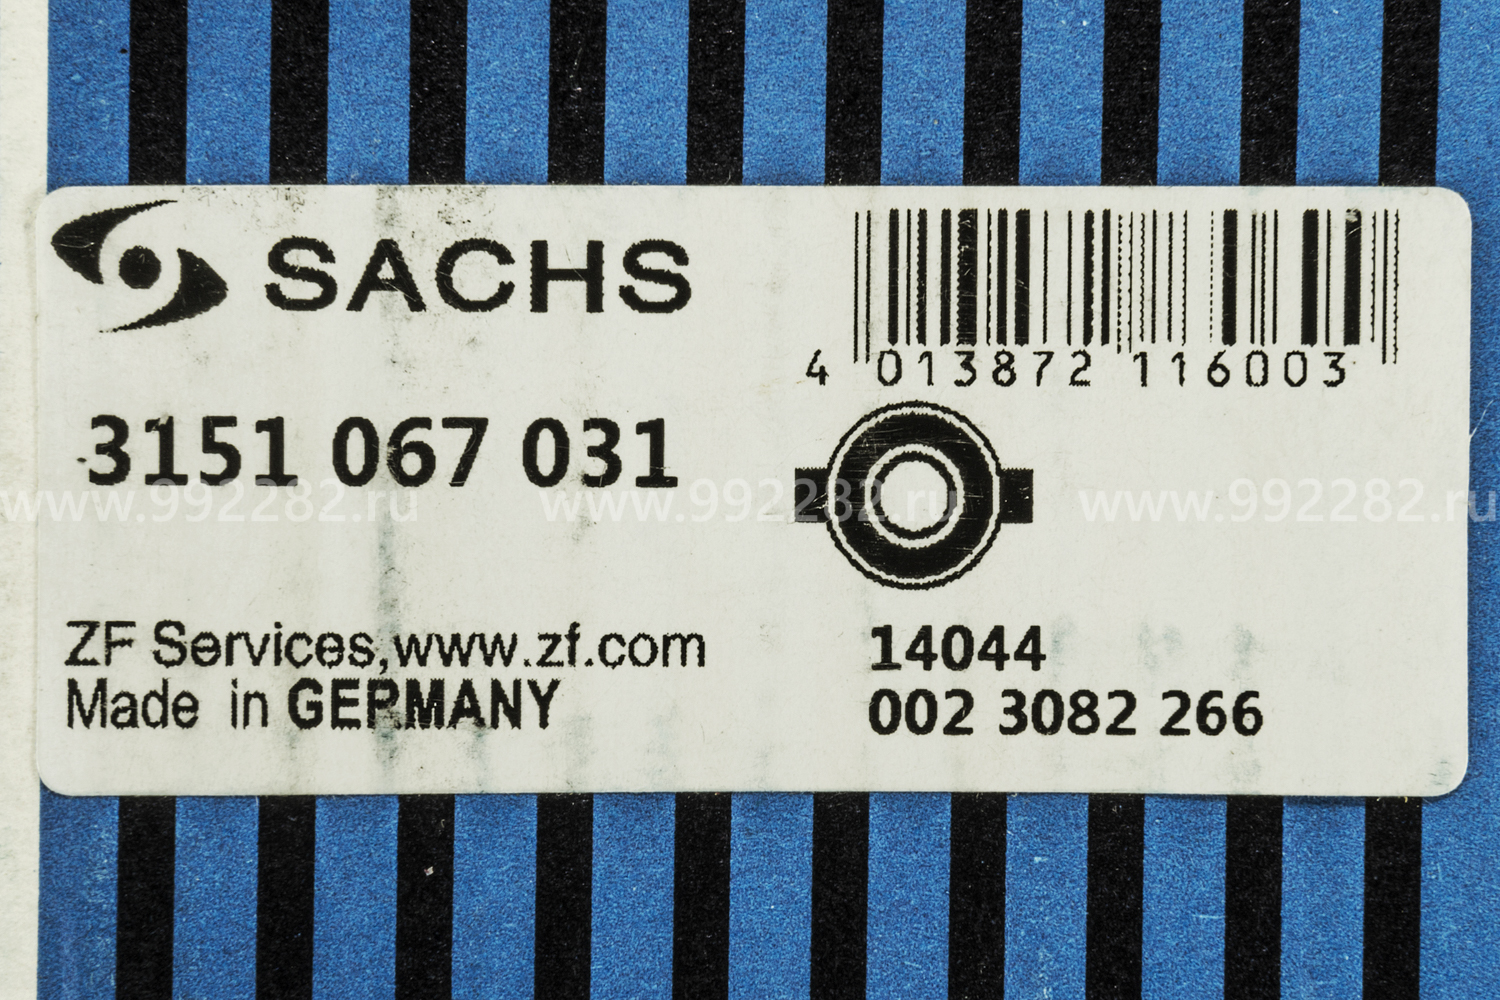 SACHS
4 013872 116003
3151 067 031
www.992282.ru www.992282.ru www.992282.ru
ZF Services,www.zf.com
Made in GERMANY
14044
002 3082 266